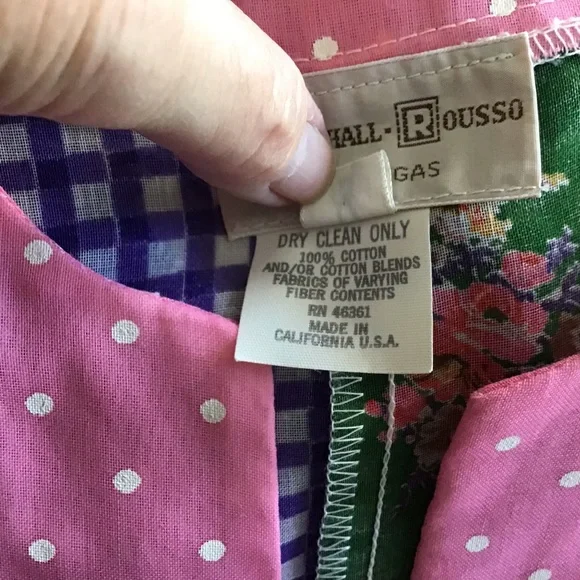 HALL-ROUSSO
GAS
DRY CLEAN ONLY
100% COTTON
AND/OR COTTON BLENDS
FABRICS OF VARYING
FIBER CONTENTS
RN 46361
MADE IN
CALIFORNIA U.S.A.